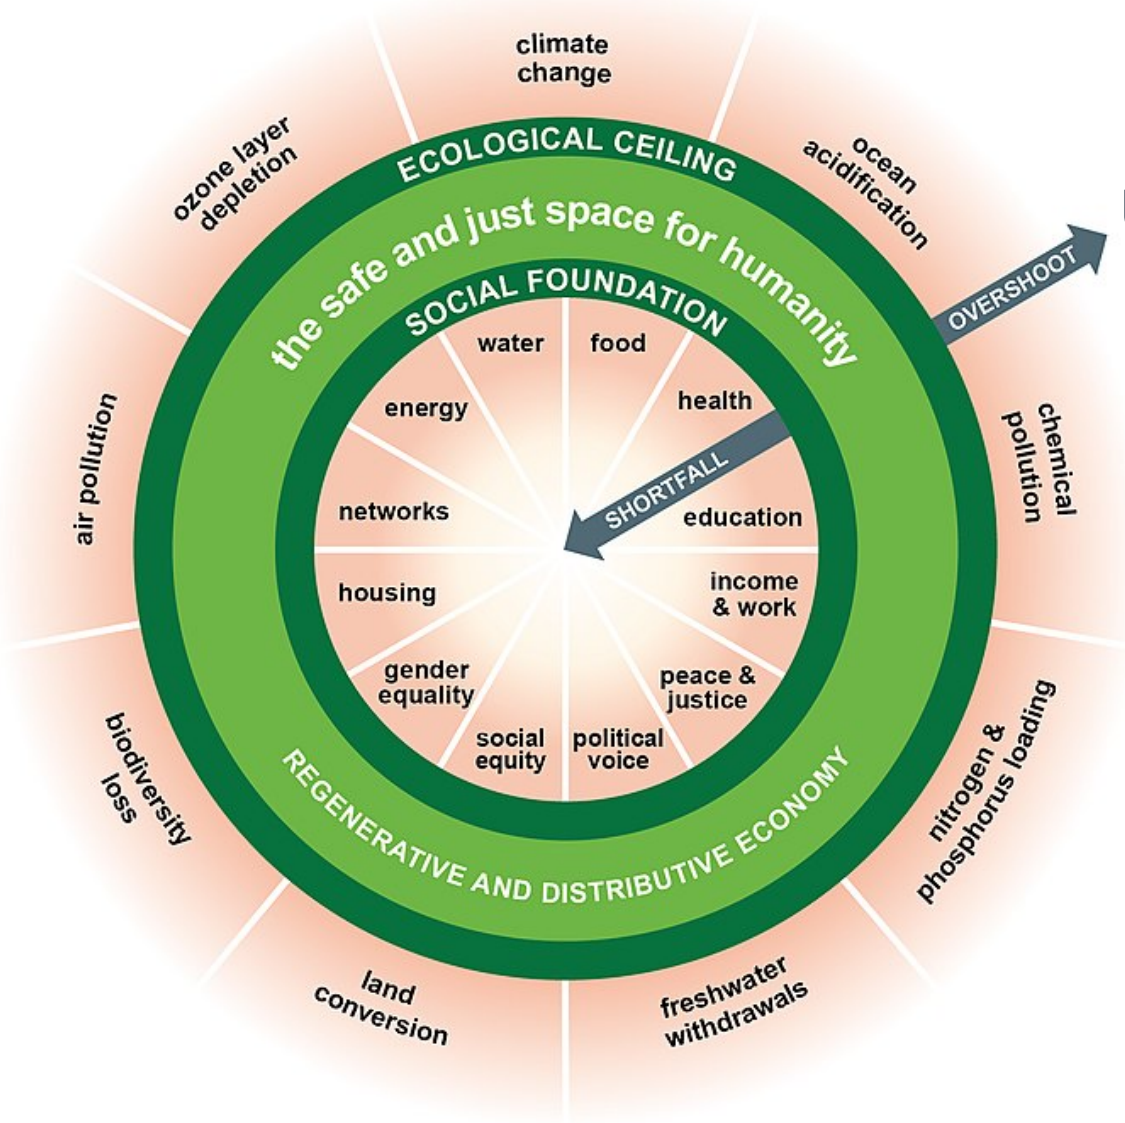 climate
change
ozone layer
depletion
ocean
acidification
ECOLOGICAL CEILING
the safe and just space for humanity
OVERSHOOT
SOCIAL FOUNDATION
water
food
energy
health
SHORTFALL
networks
education
air pollution
chemical
pollution
housing
income
& work
gender
equality
peace &
justice
social
equity
political
voice
biodiversity
loss
nitrogen &
phosphorus loading
REGENERATIVE AND DISTRIBUTIVE ECONOMY
land
conversion
freshwater
withdrawals